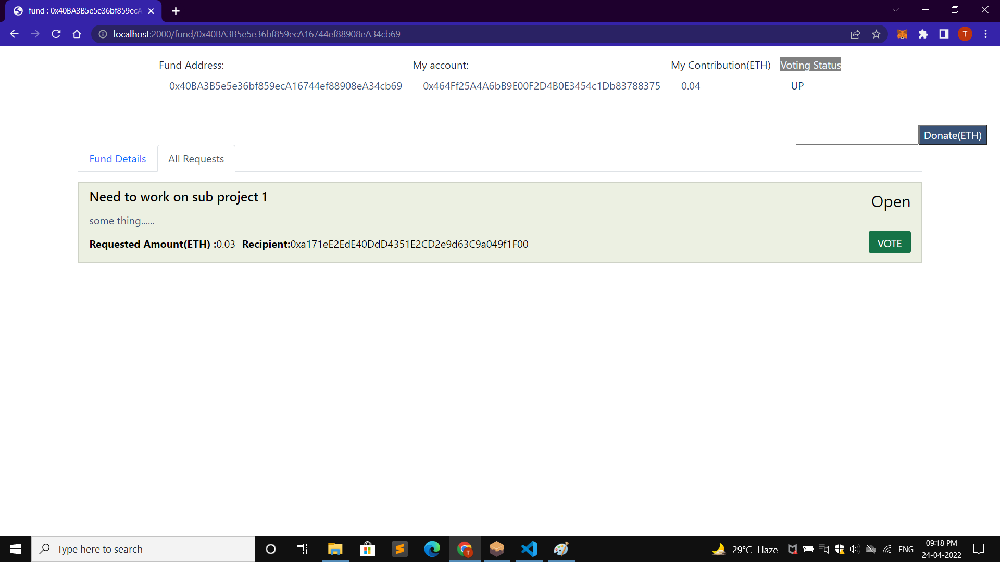 fund : 0x40BA3B5e5e36bf859ecA
localhost:2000/fund/0x40BA3B5e5e36bf859ecA16744ef88908eA34cb69
T
Fund Address: My account: My Contribution(ETH) Voting Status
0x40BA3B5e5e36bf859ecA16744ef88908eA34cb69 0x464Ff25A4A6bB9E00F2D4B0E3454c1Db83788375 0.04 UP
Donate(ETH)
Fund Details All Requests
Need to work on sub project 1
Open
some thing......
Requested Amount(ETH) :0.03 Recipient:0xa171eE2EdE40DdD4351E2CD2e9d63C9a049f1F00
VOTE
Type here to search
T
29°C Haze
ENG
09:18 PM
24-04-2022